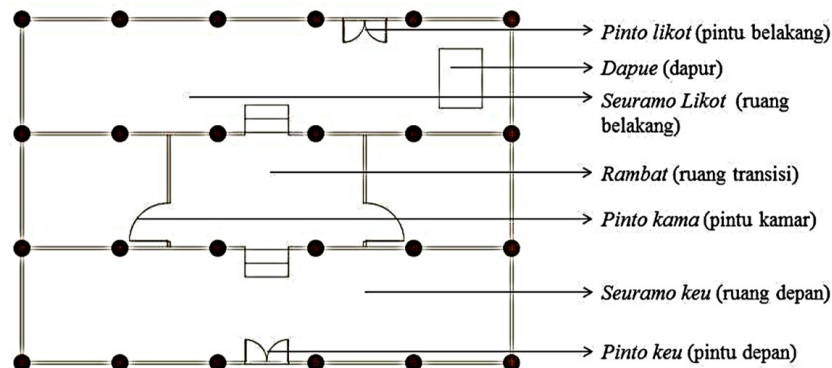 Pinto likot (pintu belakang)
Dapue (dapur)
Seuramo Likot (ruang
belakang)
Rambat (ruang transisi)
Pinto kama (pintu kamar)
Seuramo keu (ruang depan)
Pinto keu (pintu depan)